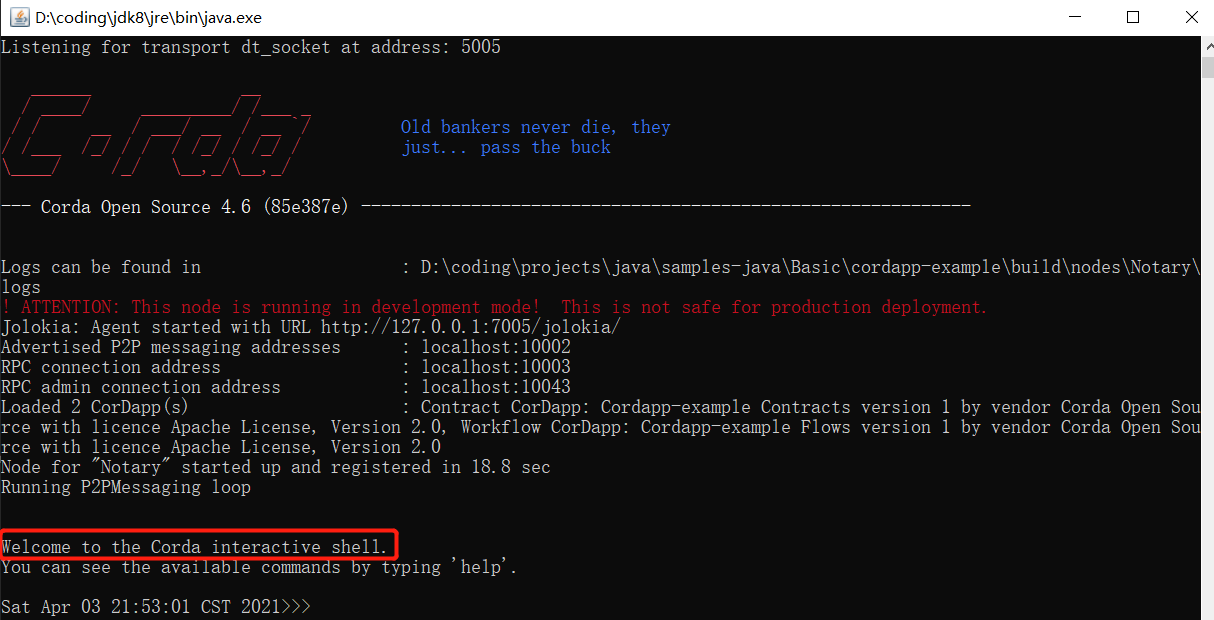 D:\coding\jdk8\jre\bin\java.exe
Listening for transport dt_socket at address: 5005
Corda
Old bankers never die, they
just... pass the buck
--- Corda Open Source 4.6 (85e387e) -------------------------------------------------------------
Logs can be found in : D:\coding\projects\java\samples-java\Basic\cordapp-example\build\nodes\Notary\
logs
! ATTENTION: This node is running in development mode! This is not safe for production deployment.
Jolokia: Agent started with URL http://127.0.0.1:7005/jolokia/
Advertised P2P messaging addresses : localhost:10002
RPC connection address : localhost:10003
RPC admin connection address : localhost:10043
Loaded 2 CorDapp(s) : Contract CorDapp: Cordapp-example Contracts version 1 by vendor Corda Open Sou
rce with licence Apache License, Version 2.0, Workflow CorDapp: Cordapp-example Flows version 1 by vendor Corda Open Sou
rce with licence Apache License, Version 2.0
Node for "Notary" started up and registered in 18.8 sec
Running P2PMessaging loop
Welcome to the Corda interactive shell.
You can see the available commands by typing 'help'.
Sat Apr 03 21:53:01 CST 2021>>>